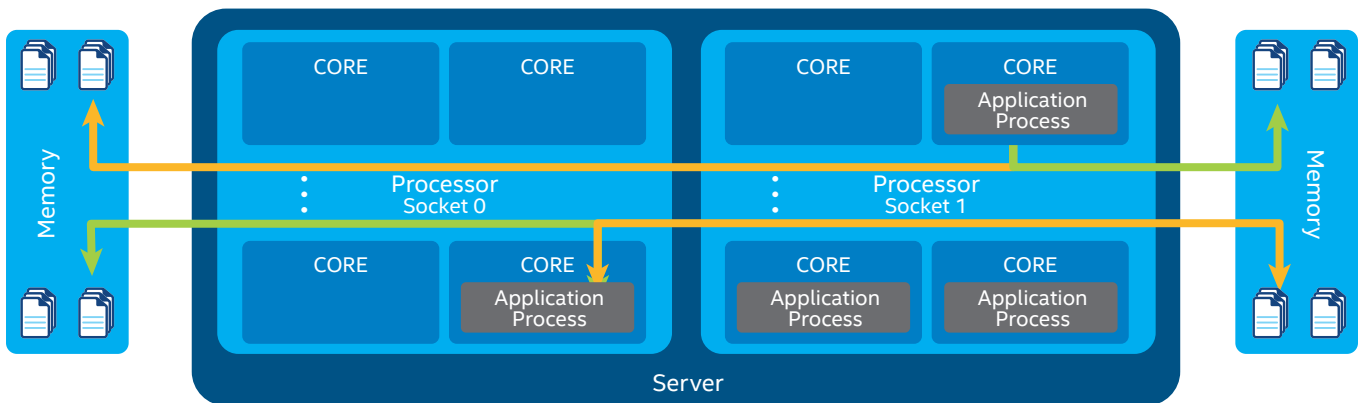 CORE
CORE
CORE
CORE
Application
Process
Memory
Processor
Socket 0
Processor
Socket 1
Memory
CORE
CORE
Application
Process
CORE
Application
Process
CORE
Application
Process
Server